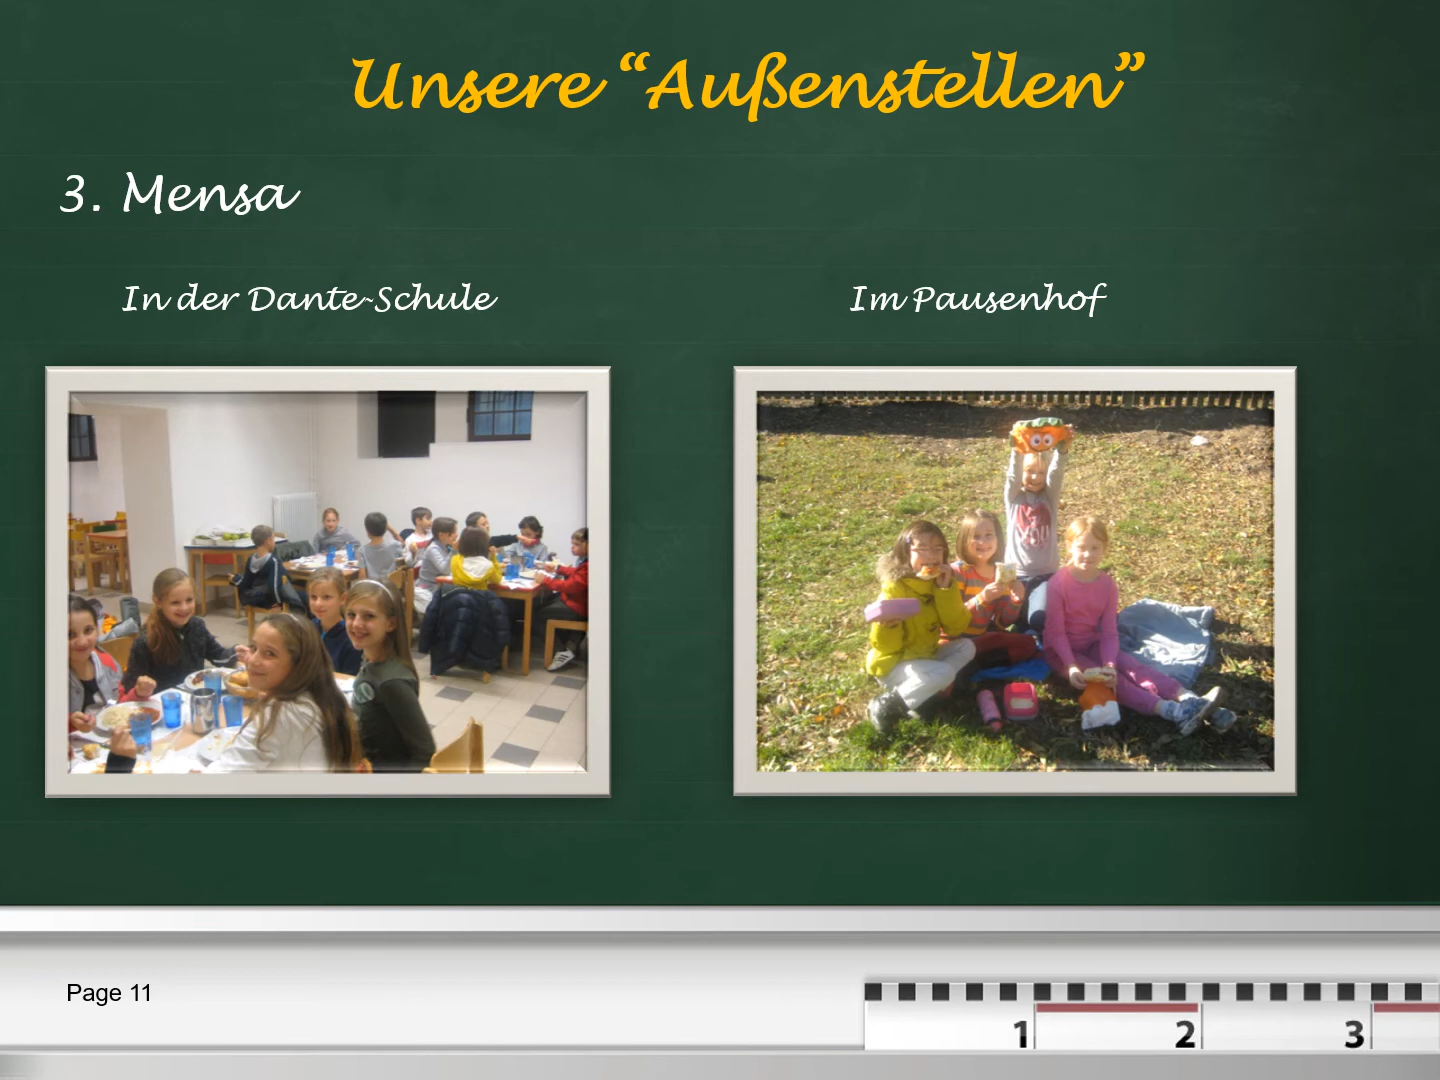 Unsere “Außenstellen”
3. Mensa
In der Dante-Schule
Im Pausenhof
Page 11
1 2 3